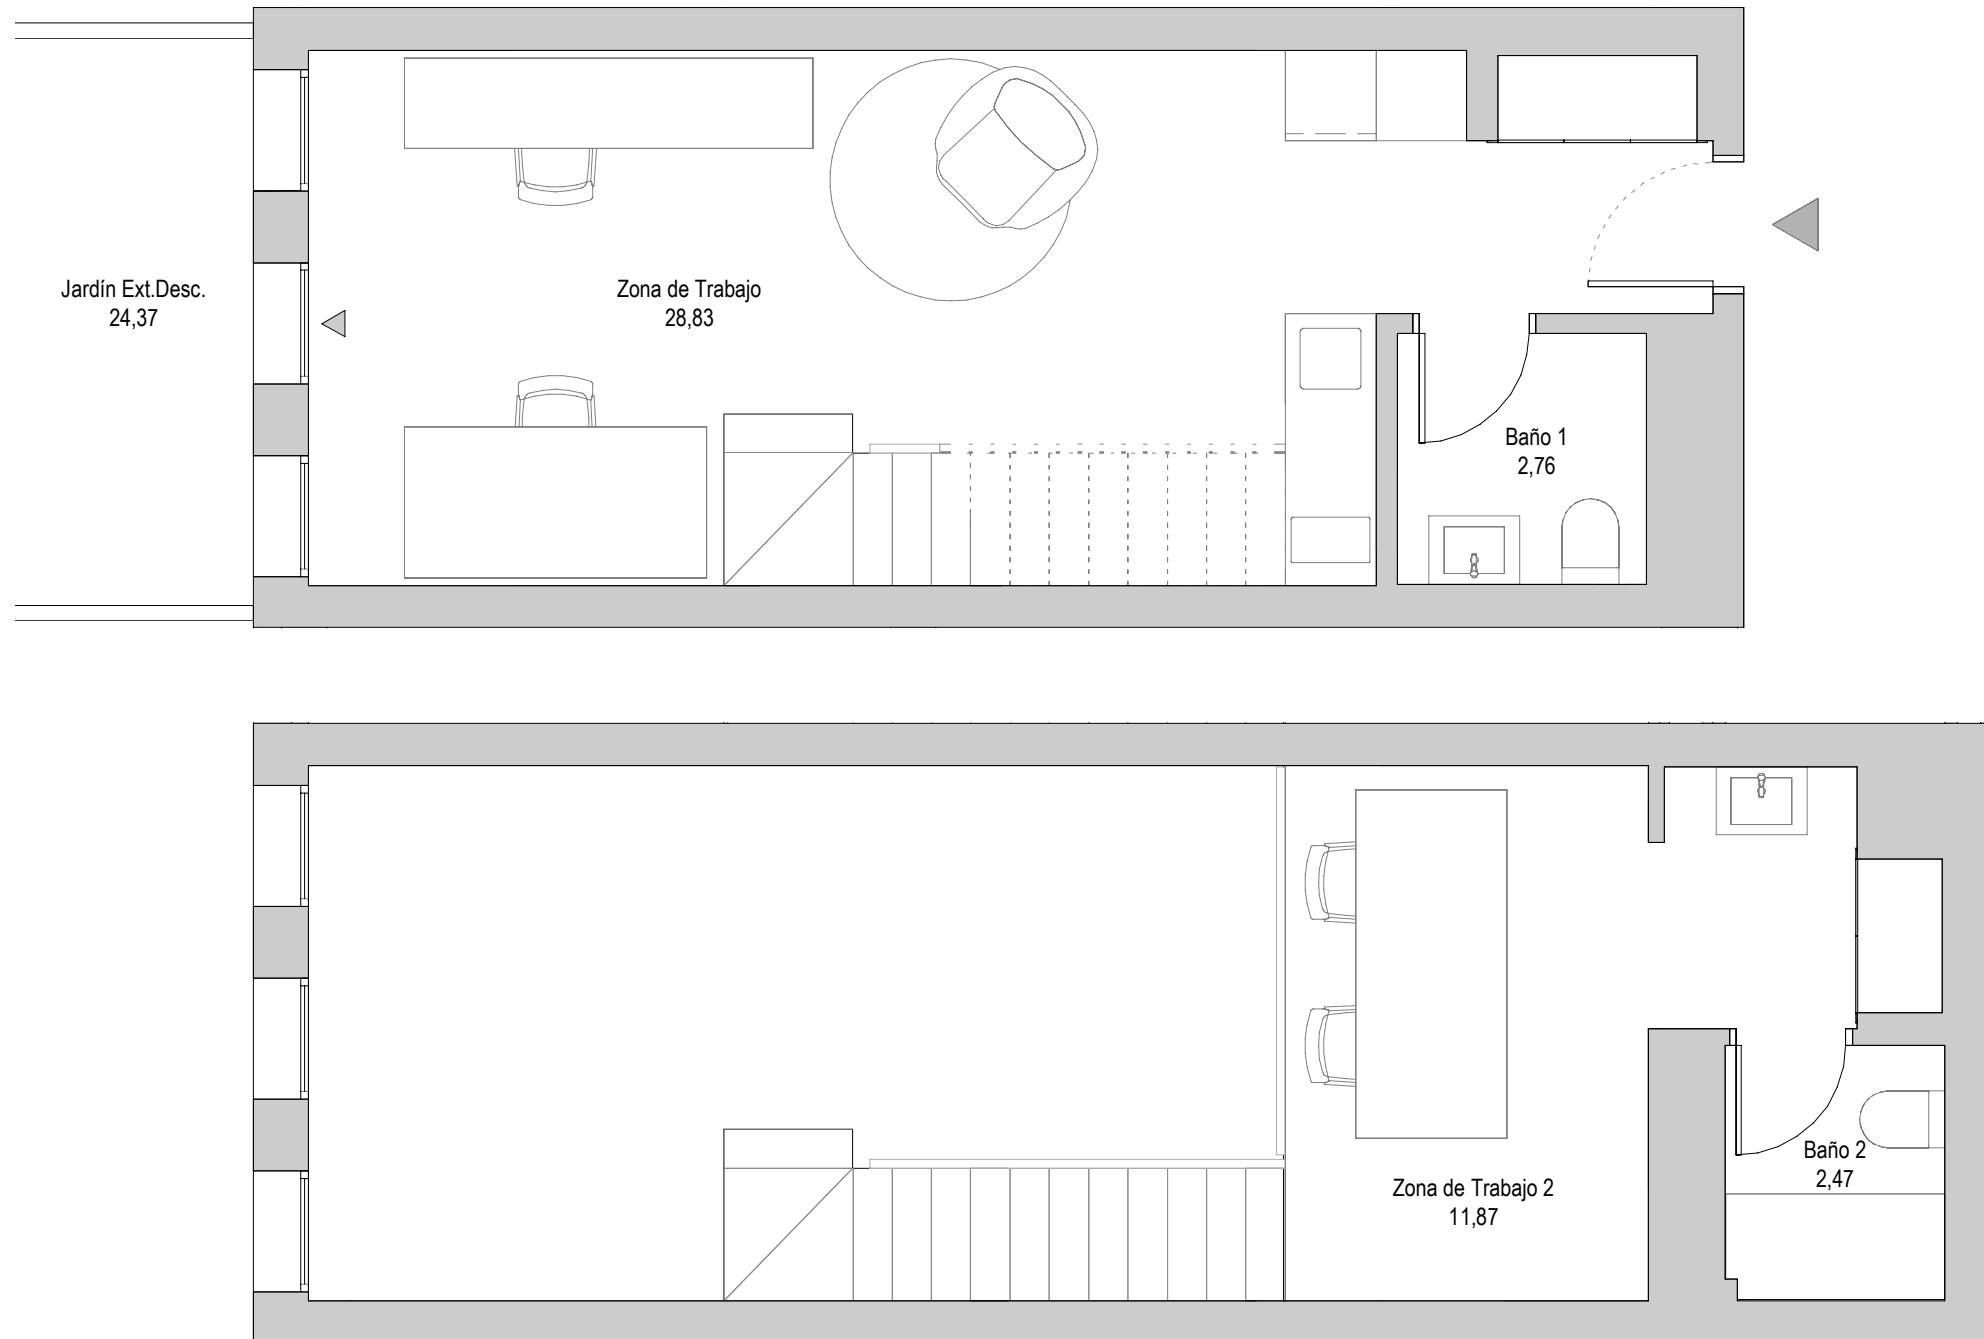 Jardín Ext.Desc.
24,37
Zona de Trabajo
28,83
Baño 1
2,76
Baño 2
2,47
Zona de Trabajo 2
11,87